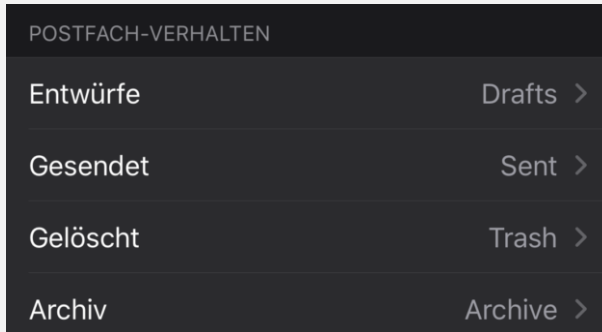 POSTFACH-VERHALTEN
Entwürfe Drafts >
Gesendet Sent >
Gelöscht Trash >
Archiv Archive >